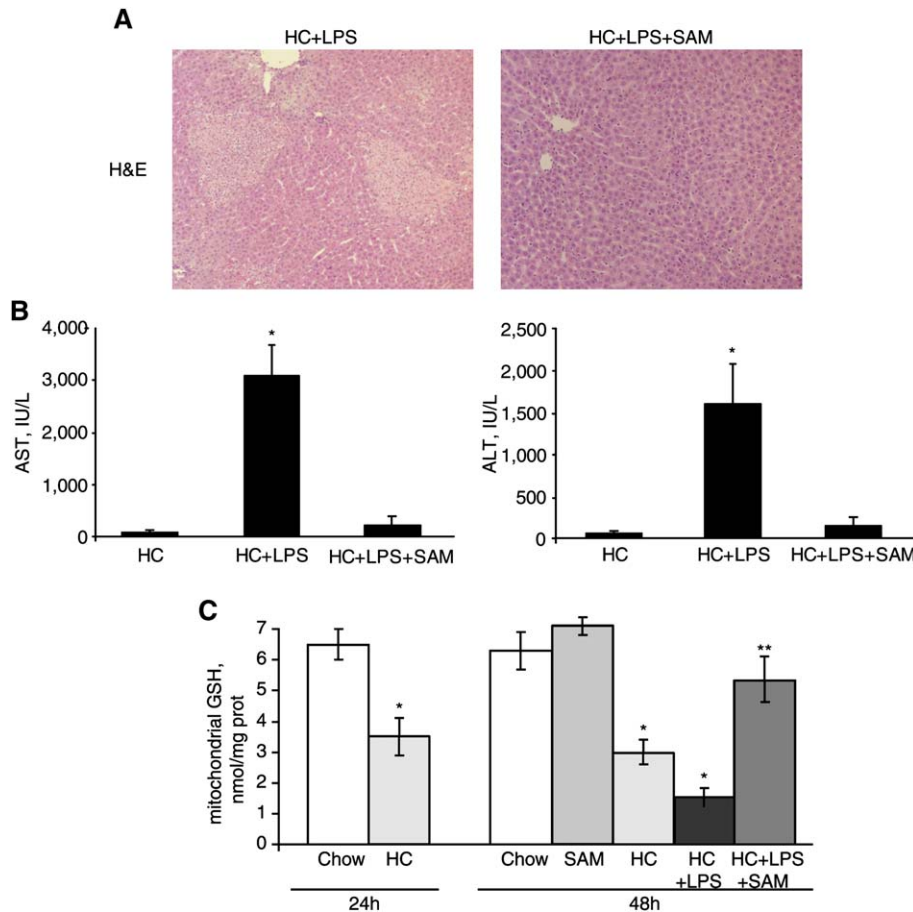 A
HC+LPS HC+LPS+SAM
H&E
B
4,000
3,000
2,000
1,000
0
AST, IU/L
*
HC HC+LPS HC+LPS+SAM
2,500
2,000
1,500
1,000
500
0
ALT, IU/L
*
HC HC+LPS HC+LPS+SAM
C
7
6
5
4
3
2
1
0
mitochondrial GSH,
nmol/mg prot
*
*
*
**
Chow HC Chow SAM HC HC HC+LPS
+LPS +SAM
24h 48h